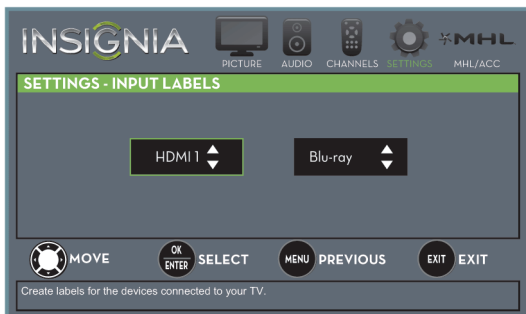 INSIGNIA
PICTURE AUDIO CHANNELS SETTINGS MHL MHL/ACC
SETTINGS - INPUT LABELS
HDMI 1 Blu-ray
MOVE OK ENTER SELECT MENU PREVIOUS EXIT EXIT
Create labels for the devices connected to your TV.